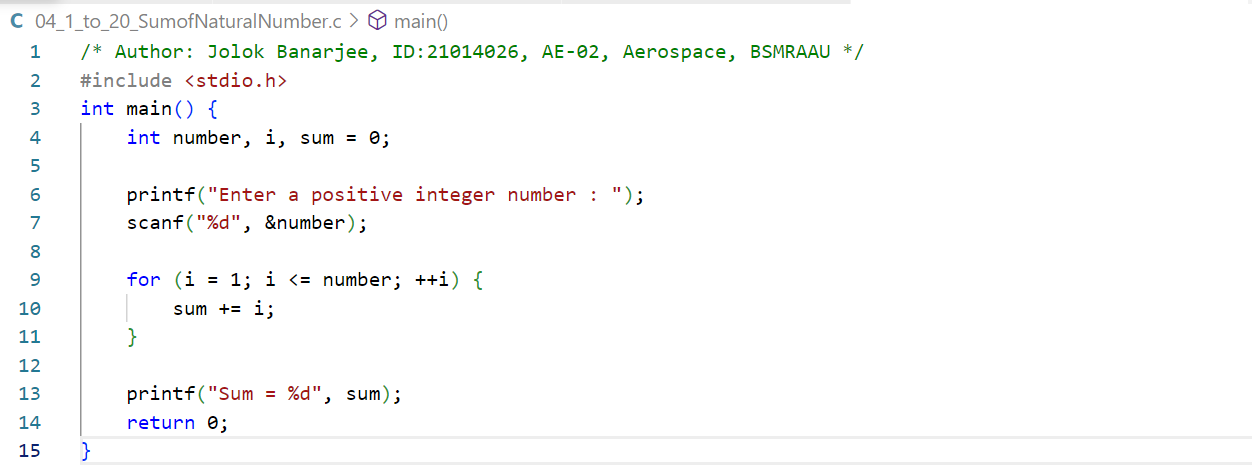 C 04_1_to_20_SumofNaturalNumber.c > main()
1 /* Author: Jolok Banarjee, ID:21014026, AE-02, Aerospace, BSMRAAU */
2 #include <stdio.h>
3 int main() {
4     int number, i, sum = 0;
5
6     printf("Enter a positive integer number : ");
7     scanf("%d", &number);
8
9     for (i = 1; i <= number; ++i) {
10         sum += i;
11     }
12
13     printf("Sum = %d", sum);
14     return 0;
15 }